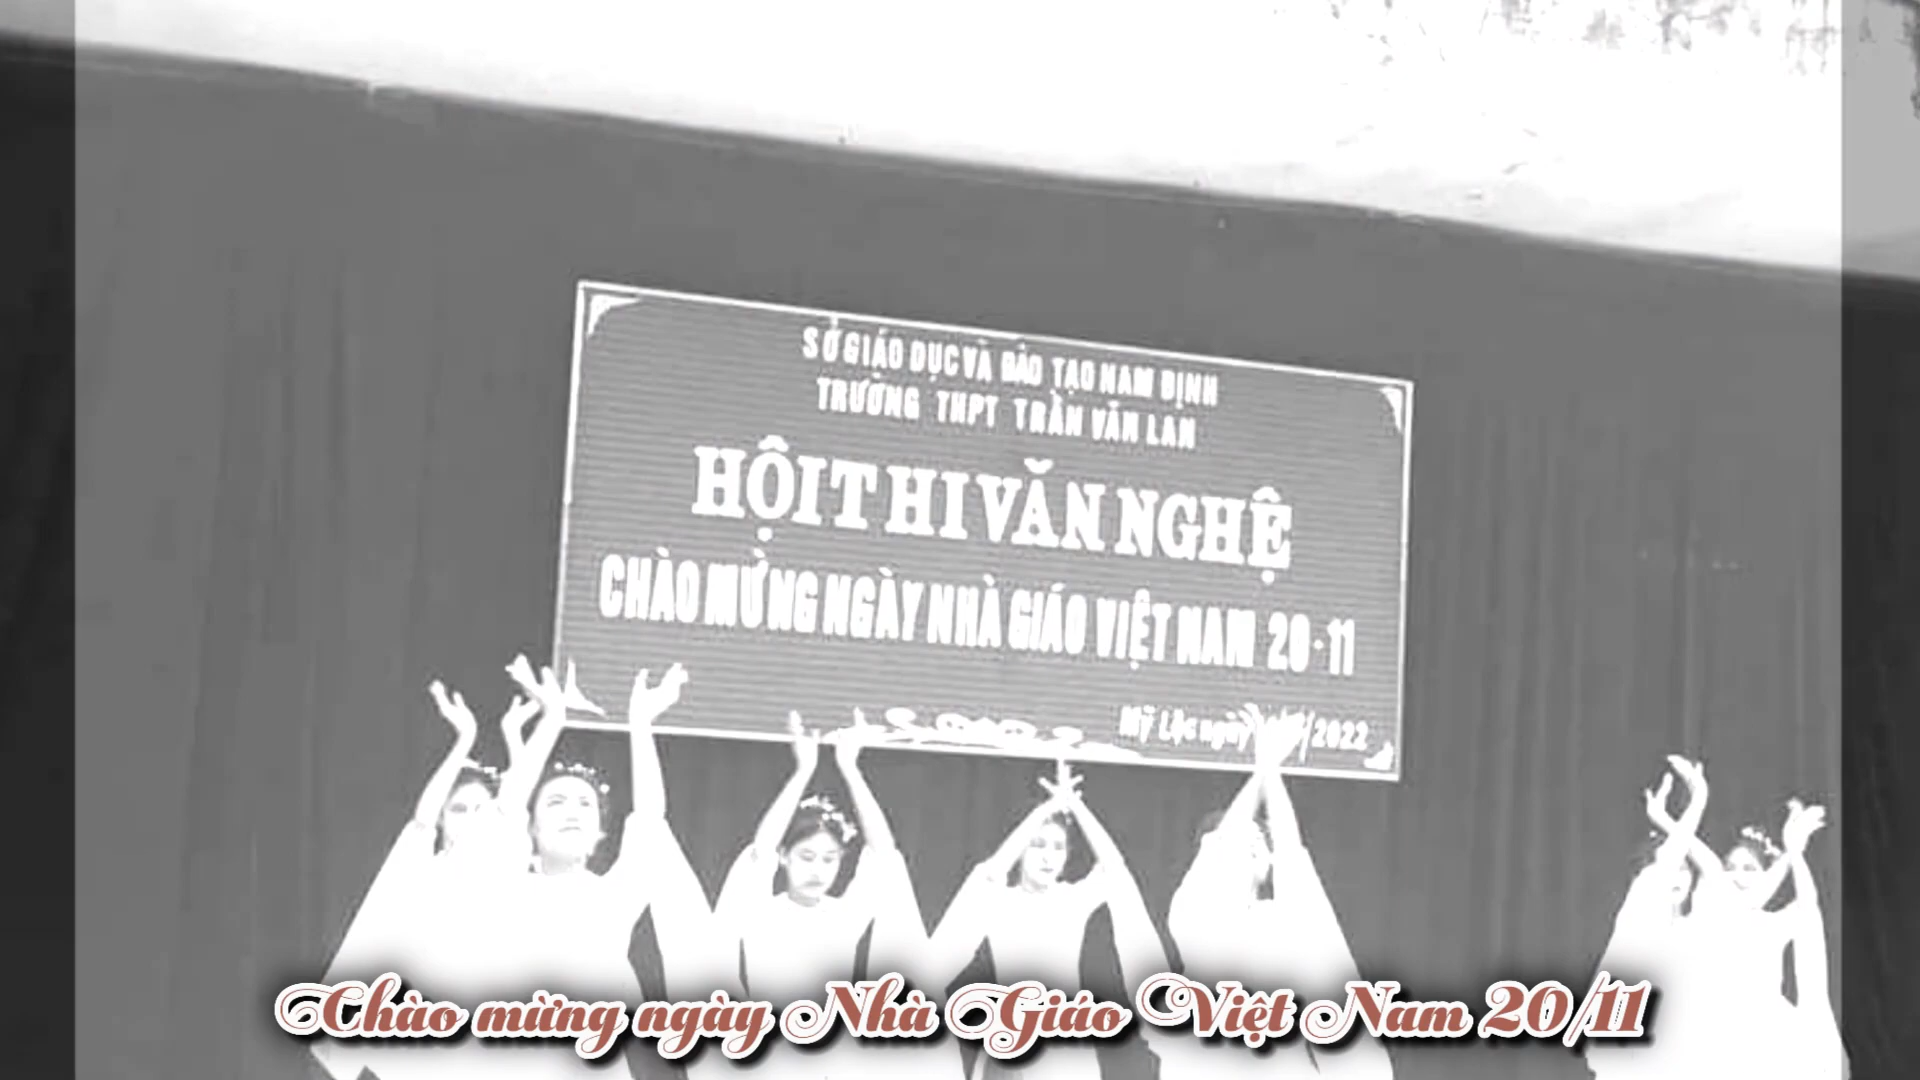 SỞ GIÁO DỤC VÀ ĐÀO TẠO NAM ĐỊNH
TRƯỜNG THPT TRẦN VĂN LAN
HỘI THI VĂN NGHỆ
CHÀO MỪNG NGÀY NHÀ GIÁO VIỆT NAM 20-11
Mỹ Lộc ngày /2022
Chào mừng ngày Nhà Giáo Việt Nam 20/11